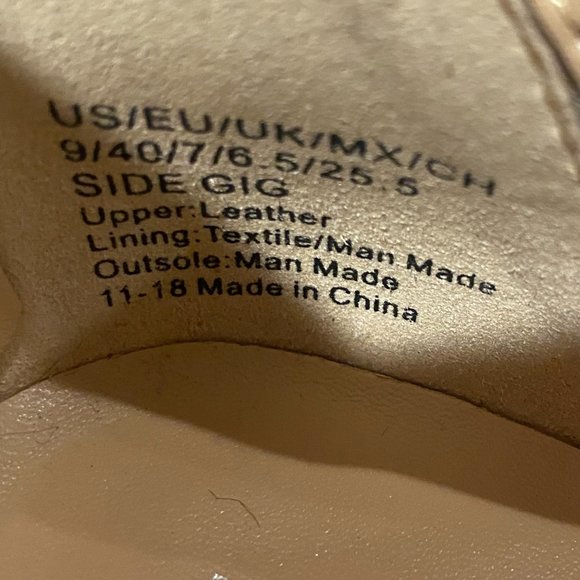 US/EU/UK/MX/CH
9/40/7/6.5/25.5
SIDE GIG
Upper:Leather
Lining:Textile/Man Made
Outsole:Man Made
11-18 Made in China